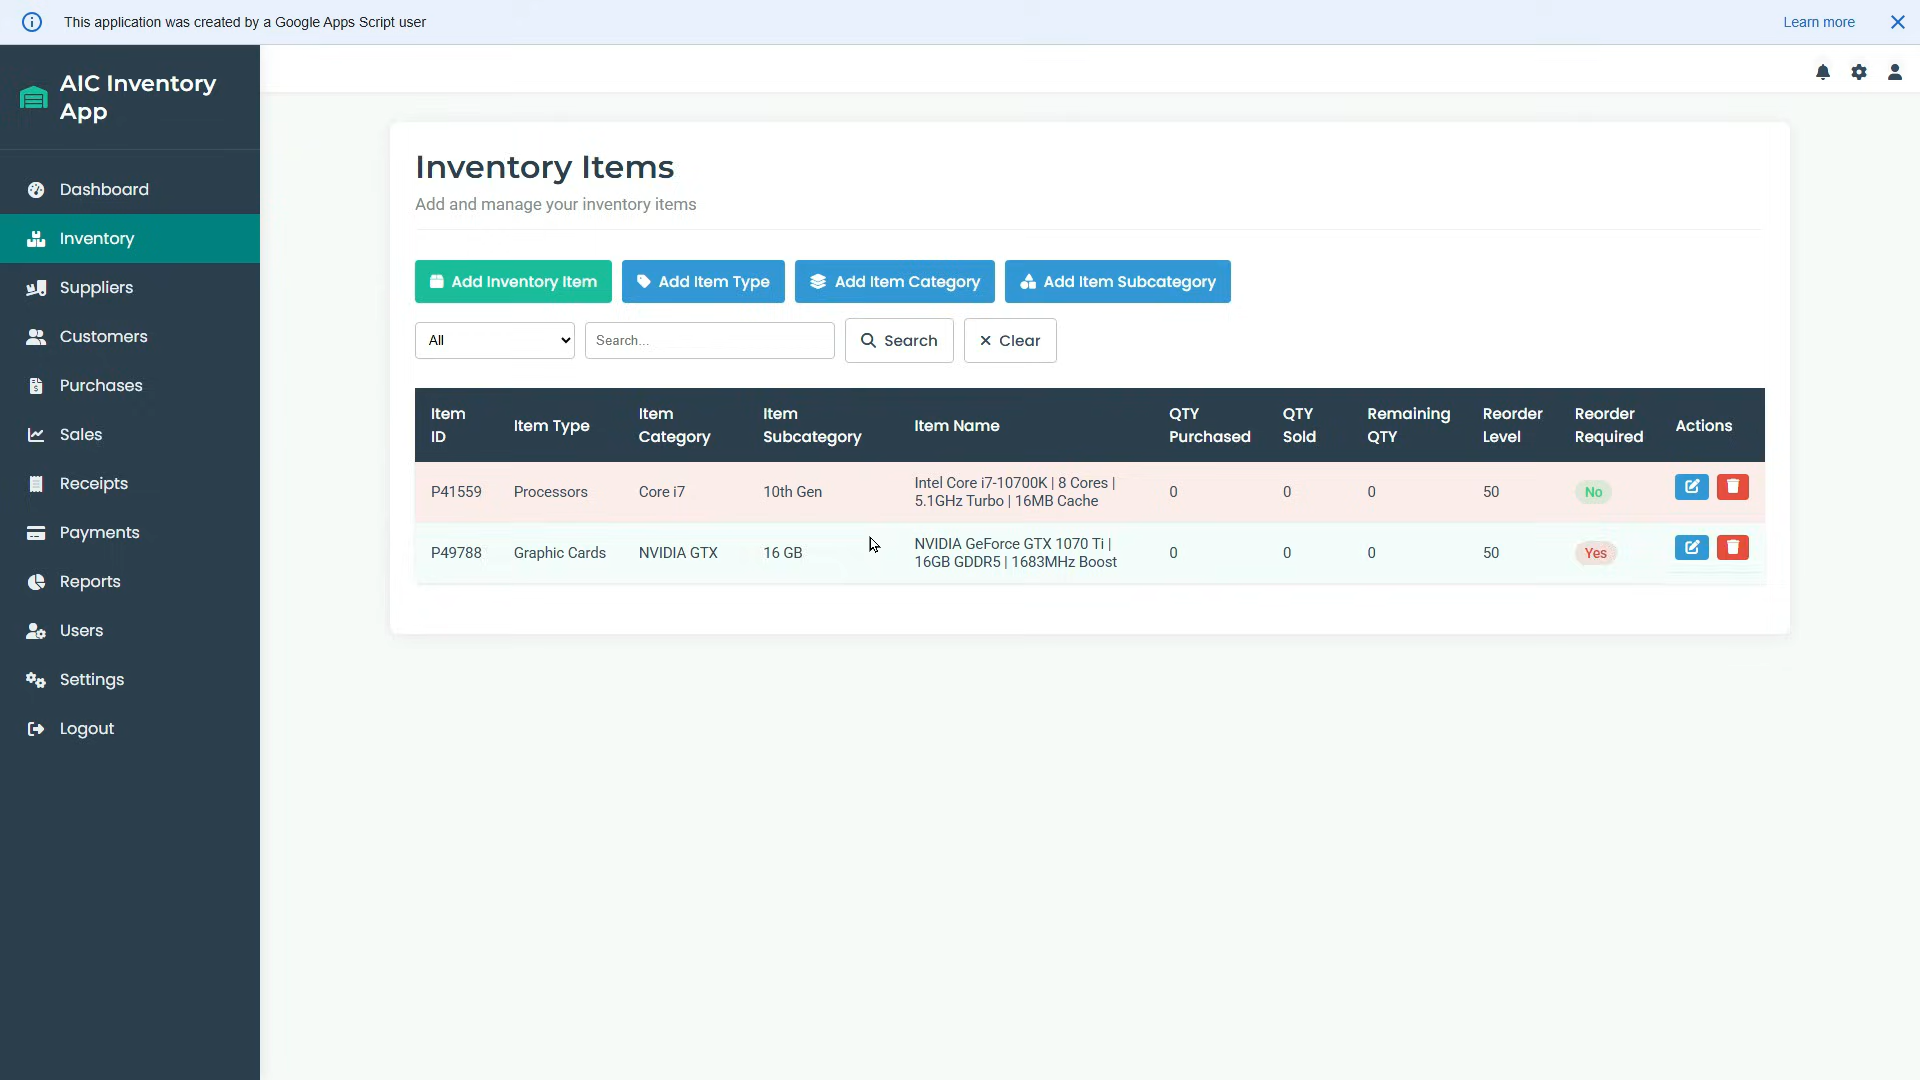 This application was created by a Google Apps Script user
Learn more
AIC Inventory
App
Dashboard
Inventory
Suppliers
Customers
Purchases
Sales
Receipts
Payments
Reports
Users
Settings
Logout
Inventory Items
Add and manage your inventory items
Add Inventory Item Add Item Type Add Item Category Add Item Subcategory
All Search... Search Clear
Item ID Item Type Item Category Item Subcategory Item Name QTY Purchased QTY Sold Remaining QTY Reorder Level Reorder Required Actions
P41559 Processors Core i7 10th Gen Intel Core i7-10700K | 8 Cores | 5.1GHz Turbo | 16MB Cache 0 0 0 50 No
P49788 Graphic Cards NVIDIA GTX 16 GB NVIDIA GeForce GTX 1070 Ti | 16GB GDDR5 | 1683MHz Boost 0 0 0 50 Yes